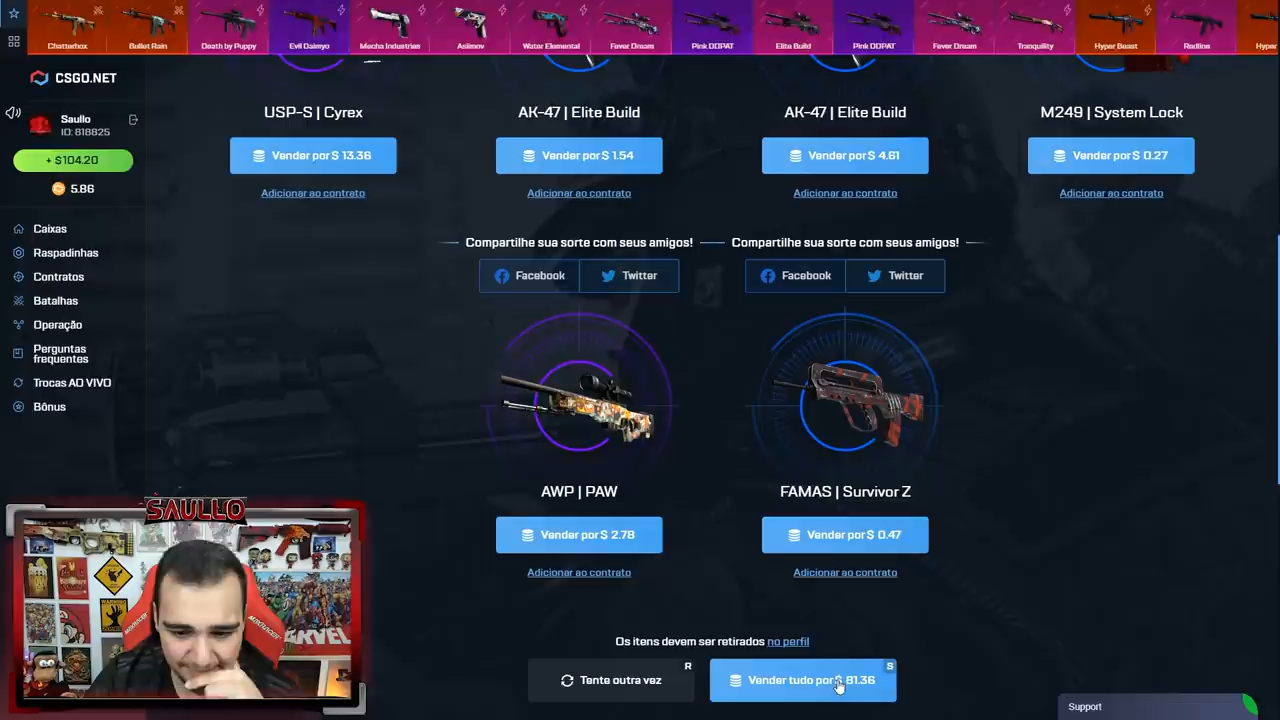 Chatterbox
Bullet Rain
Death by Puppy
Evil Daimyo
Mecha Industries
Asiimov
Water Elemental
Fever Dream
Pink DDPAT
Elite Build
Pink DDPAT
Fever Dream
Tranquility
Hyper Beast
Redline
Hyper
CSGO.NET
Saullo
ID: 818825
+ $104.20
5.86
Caixas
Raspadinhas
Contratos
Batalhas
Operação
Perguntas
frequentes
Trocas AO VIVO
Bônus
USP-S | Cyrex
AK-47 | Elite Build
AK-47 | Elite Build
M249 | System Lock
Vender por $ 13.36
Vender por $ 1.54
Vender por $ 4.61
Vender por $ 0.27
Adicionar ao contrato
Adicionar ao contrato
Adicionar ao contrato
Adicionar ao contrato
Compartilhe sua sorte com seus amigos!
Compartilhe sua sorte com seus amigos!
Facebook
Twitter
Facebook
Twitter
AWP | PAW
FAMAS | Survivor Z
Vender por $ 2.78
Vender por $ 0.47
Adicionar ao contrato
Adicionar ao contrato
Os itens devem ser retirados no perfil
Tente outra vez
R
Vender tudo por $ 81.36
S
Support
SAULLO
WARNING
MARVEL